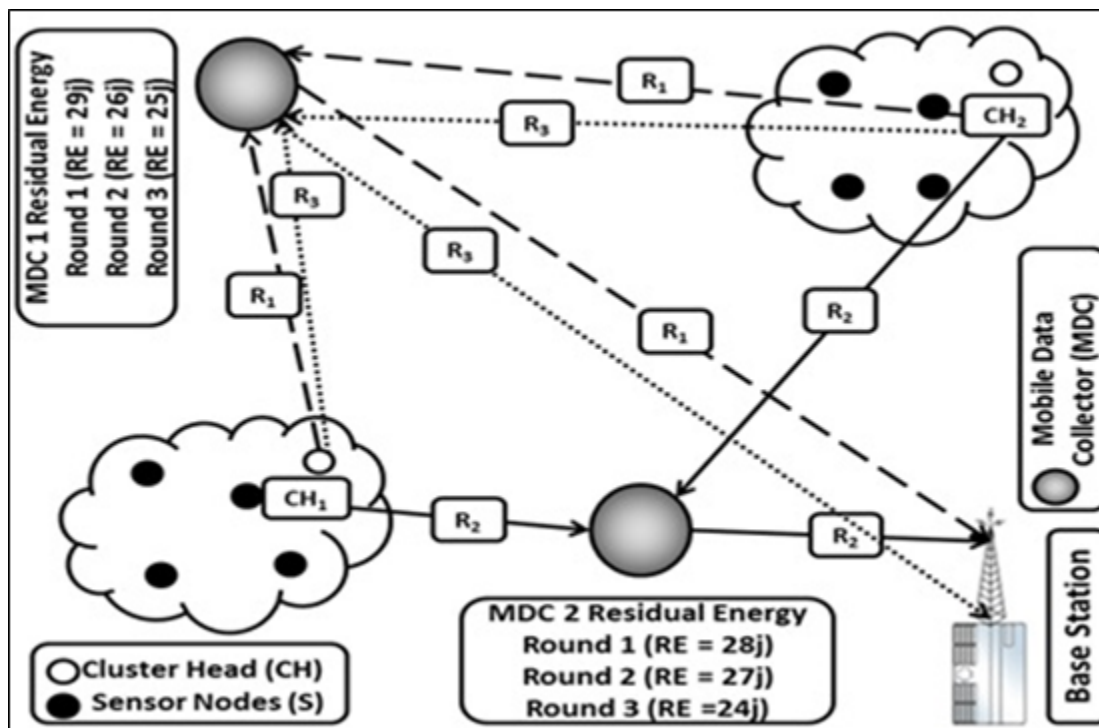 MDC 1 Residual Energy
Round 1 (RE = 29j)
Round 2 (RE = 26j)
Round 3 (RE = 25j)
R₁
R₃
CH₂
R₃
R₃
R₁
R₁
R₂
Mobile Data
Collector (MDC)
CH₁
R₂
R₂
MDC 2 Residual Energy
Round 1 (RE = 28j)
Round 2 (RE = 27j)
Round 3 (RE =24j)
Base Station
Cluster Head (CH)
Sensor Nodes (S)